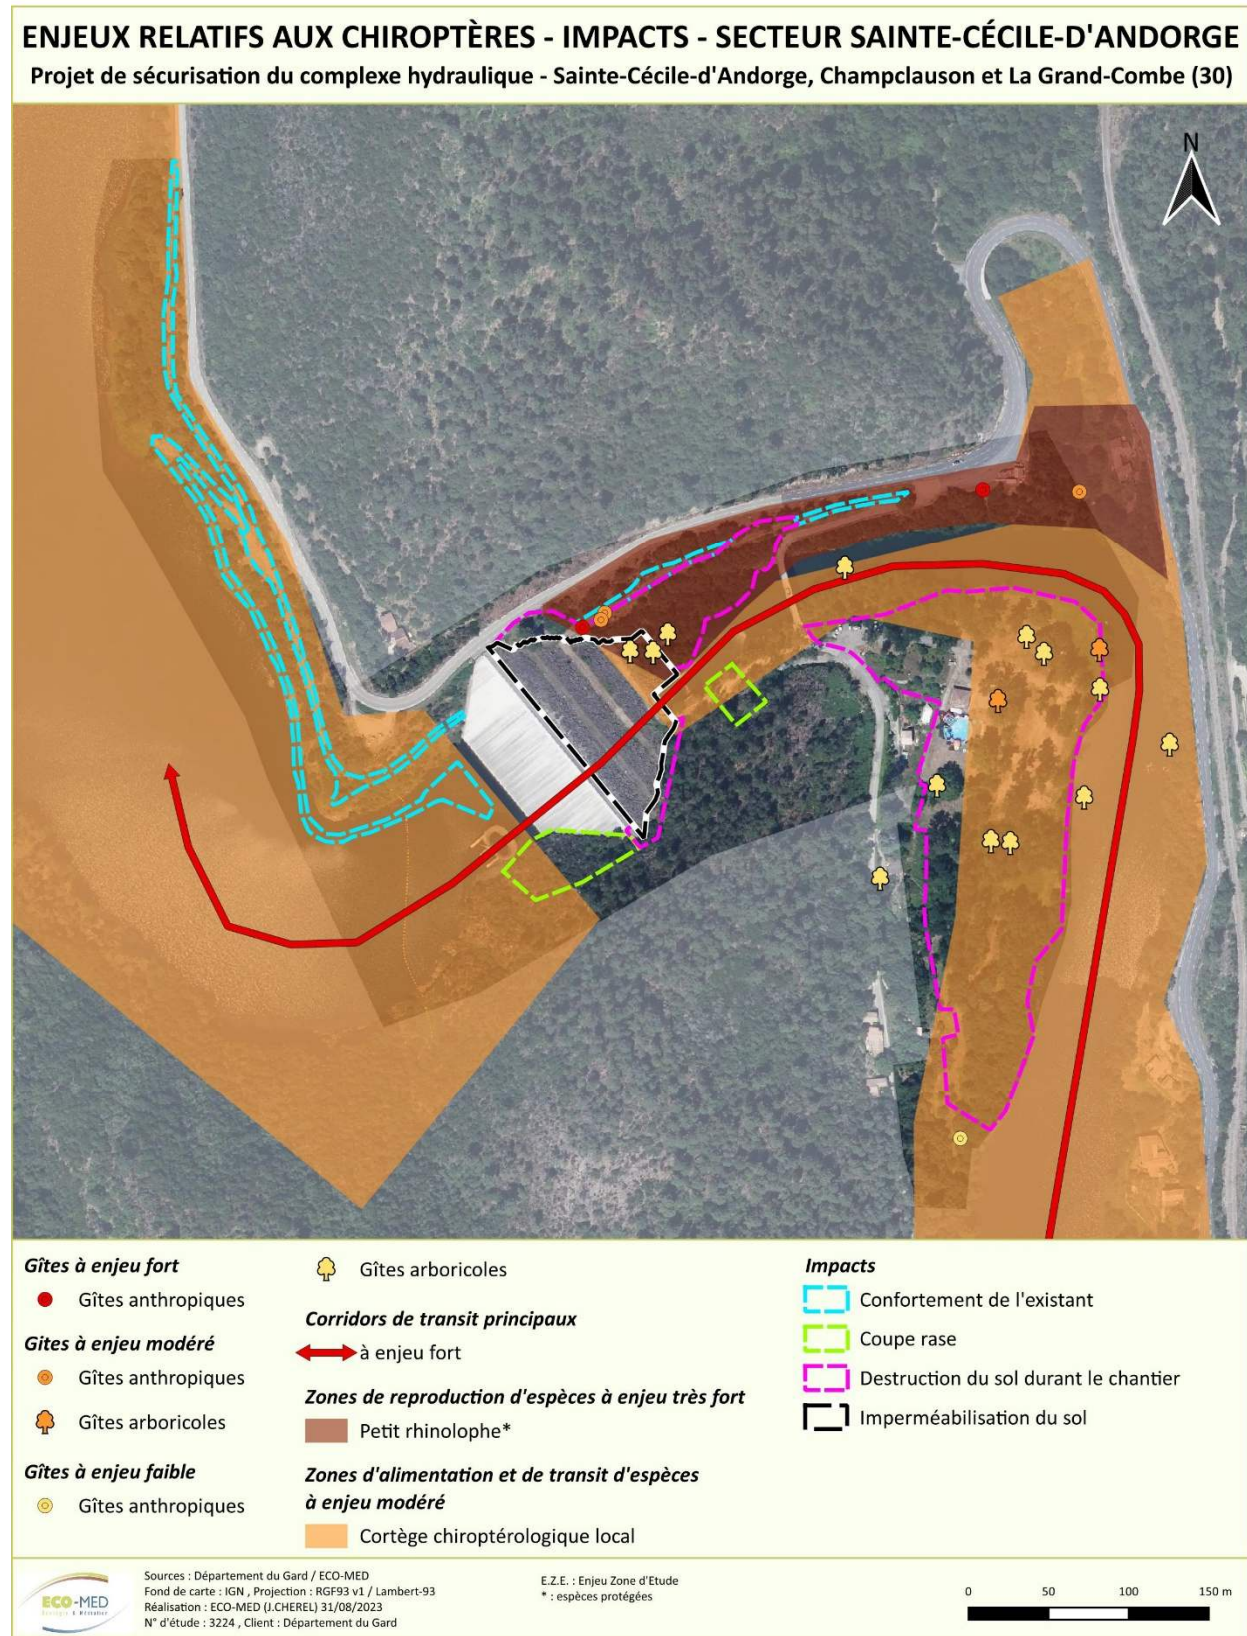 ENJEUX RELATIFS AUX CHIROPTÈRES - IMPACTS - SECTEUR SAINTE-CÉCILE-D'ANDORGE
Projet de sécurisation du complexe hydraulique - Sainte-Cécile-d'Andorge, Champclauson et La Grand-Combe (30)
N
Gîtes à enjeu fort
Gîtes anthropiques
Gîtes à enjeu modéré
Gîtes anthropiques
Gîtes arboricoles
Gîtes à enjeu faible
Gîtes anthropiques
Gîtes arboricoles
Corridors de transit principaux
à enjeu fort
Zones de reproduction d'espèces à enjeu très fort
Petit rhinolophe*
Zones d'alimentation et de transit d'espèces
à enjeu modéré
Cortège chiroptérologique local
Impacts
Confortement de l'existant
Coupe rase
Destruction du sol durant le chantier
Imperméabilisation du sol
ECO-MED
Sources : Département du Gard / ECO-MED
Fond de carte : IGN , Projection : RGF93 v1 / Lambert-93
Réalisation : ECO-MED (J.CHEREL) 31/08/2023
N° d'étude : 3224 , Client : Département du Gard
E.Z.E. : Enjeu Zone d'Etude
* : espèces protégées
0 50 100 150 m